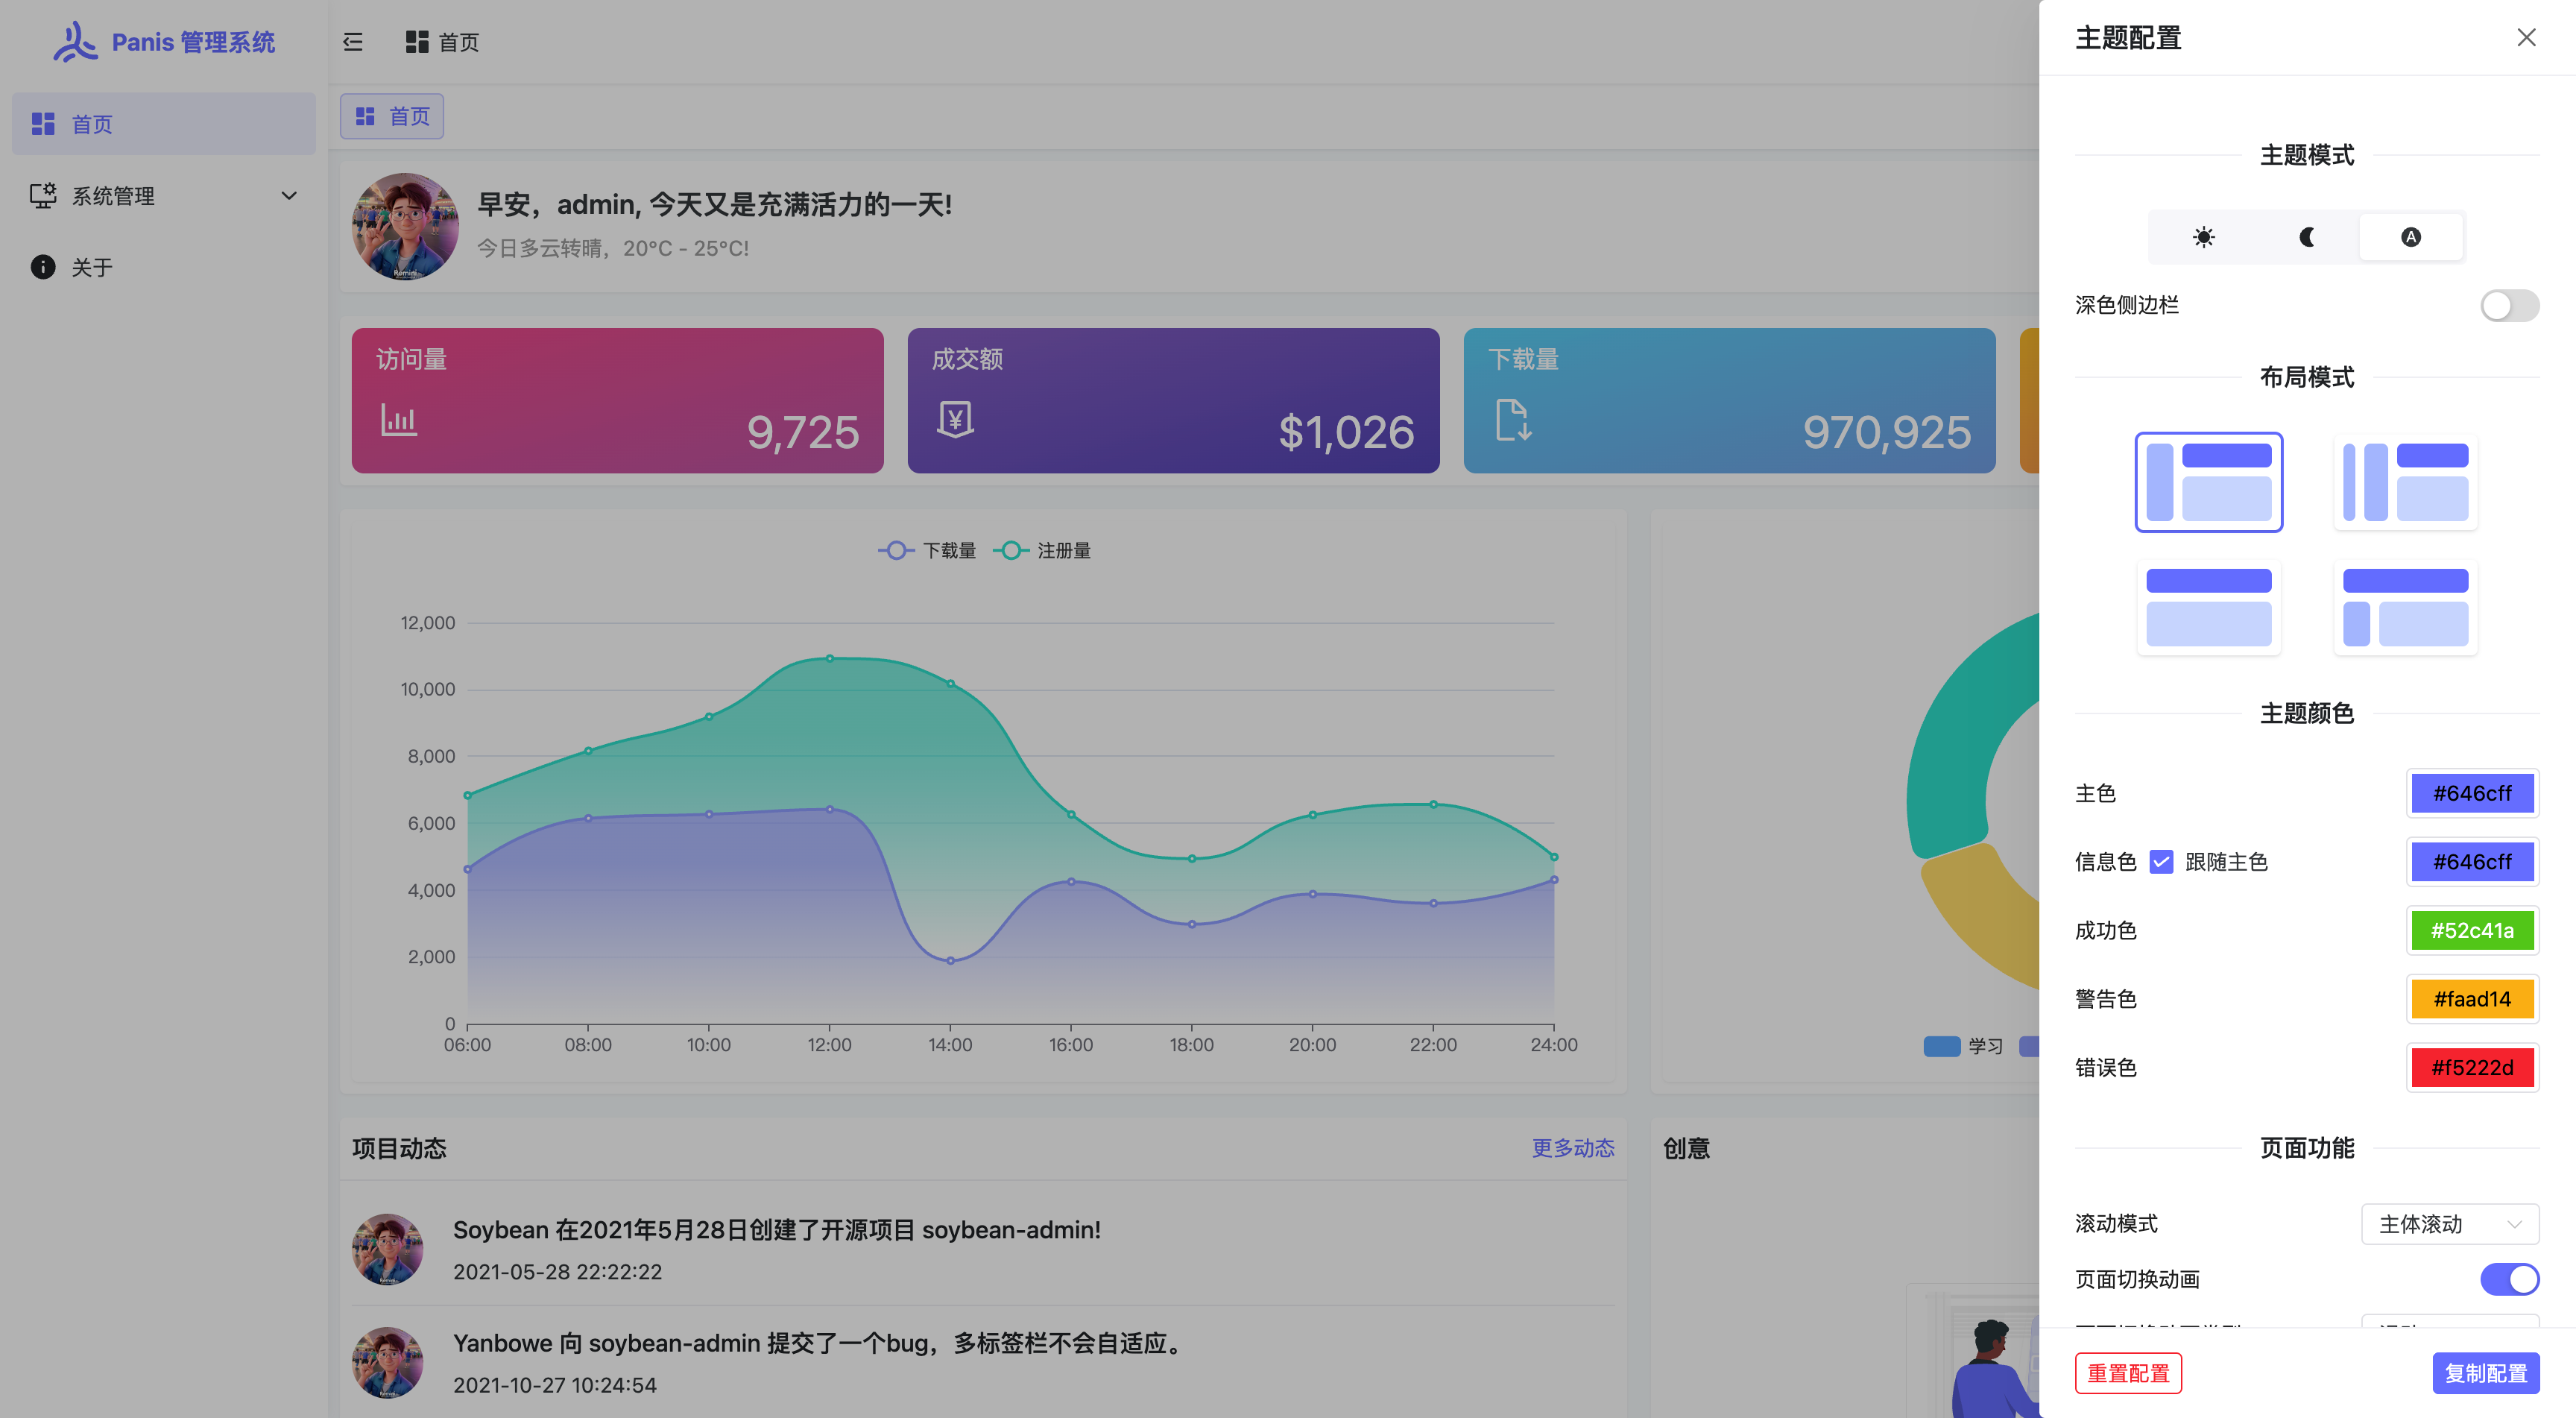 Panis 管理系统
首页
系统管理
关于
首页
首页
早安，admin, 今天又是充满活力的一天!
今日多云转晴，20°C - 25°C!
访问量
9,725
成交额
$1,026
下载量
970,925
下载量 注册量
12,000
10,000
8,000
6,000
4,000
2,000
0
06:00 08:00 10:00 12:00 14:00 16:00 18:00 20:00 22:00 24:00
学习
项目动态 更多动态
Soybean 在2021年5月28日创建了开源项目 soybean-admin!
2021-05-28 22:22:22
Yanbowe 向 soybean-admin 提交了一个bug，多标签栏不会自适应。
2021-10-27 10:24:54
创意
主题配置
主题模式
深色侧边栏
布局模式
主题颜色
主色 #646cff
信息色 跟随主色 #646cff
成功色 #52c41a
警告色 #faad14
错误色 #f5222d
页面功能
滚动模式 主体滚动
页面切换动画
重置配置 复制配置